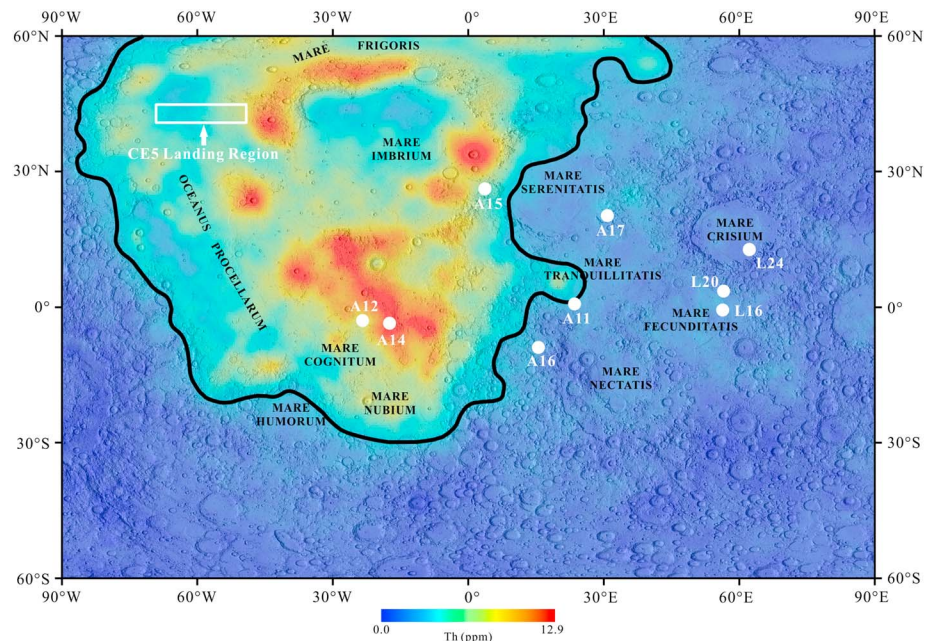 90°W 60°W 30°W 0° 30°E 60°E 90°E
60°N 60°N
MARE FRIGORIS
CE5 Landing Region
MARE
IMBRIUM
30°N 30°N
MARE
SERENITATIS
A15
OCEANUS PROCELLARUM
A17
MARE
CRISIUM
L24
MARE
TRANQUILLITATIS
L20
0° 0°
A12
A11
L16
MARE
FECUNDITATIS
A14
MARE
COGNITUM
A16
MARE
NECTATIS
MARE
NUBIUM
MARE
HUMORUM
30°S 30°S
60°S 60°S
90°W 60°W 30°W 0° 30°E 60°E 90°E
0.0 12.9
Th (ppm)